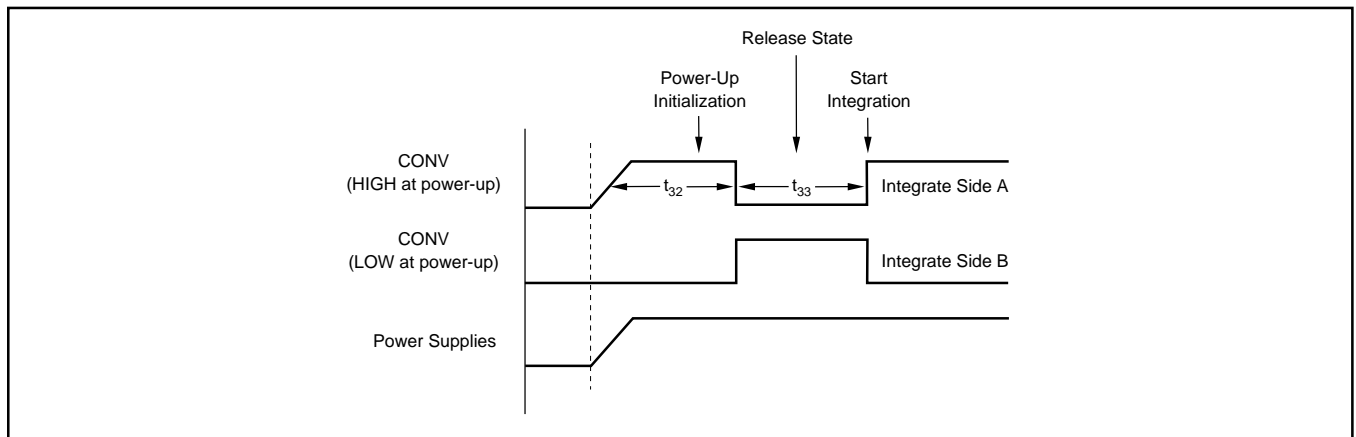 Release State
Power-Up
Initialization
Start
Integration
CONV
(HIGH at power-up)
t32
t33
Integrate Side A
CONV
(LOW at power-up)
Integrate Side B
Power Supplies